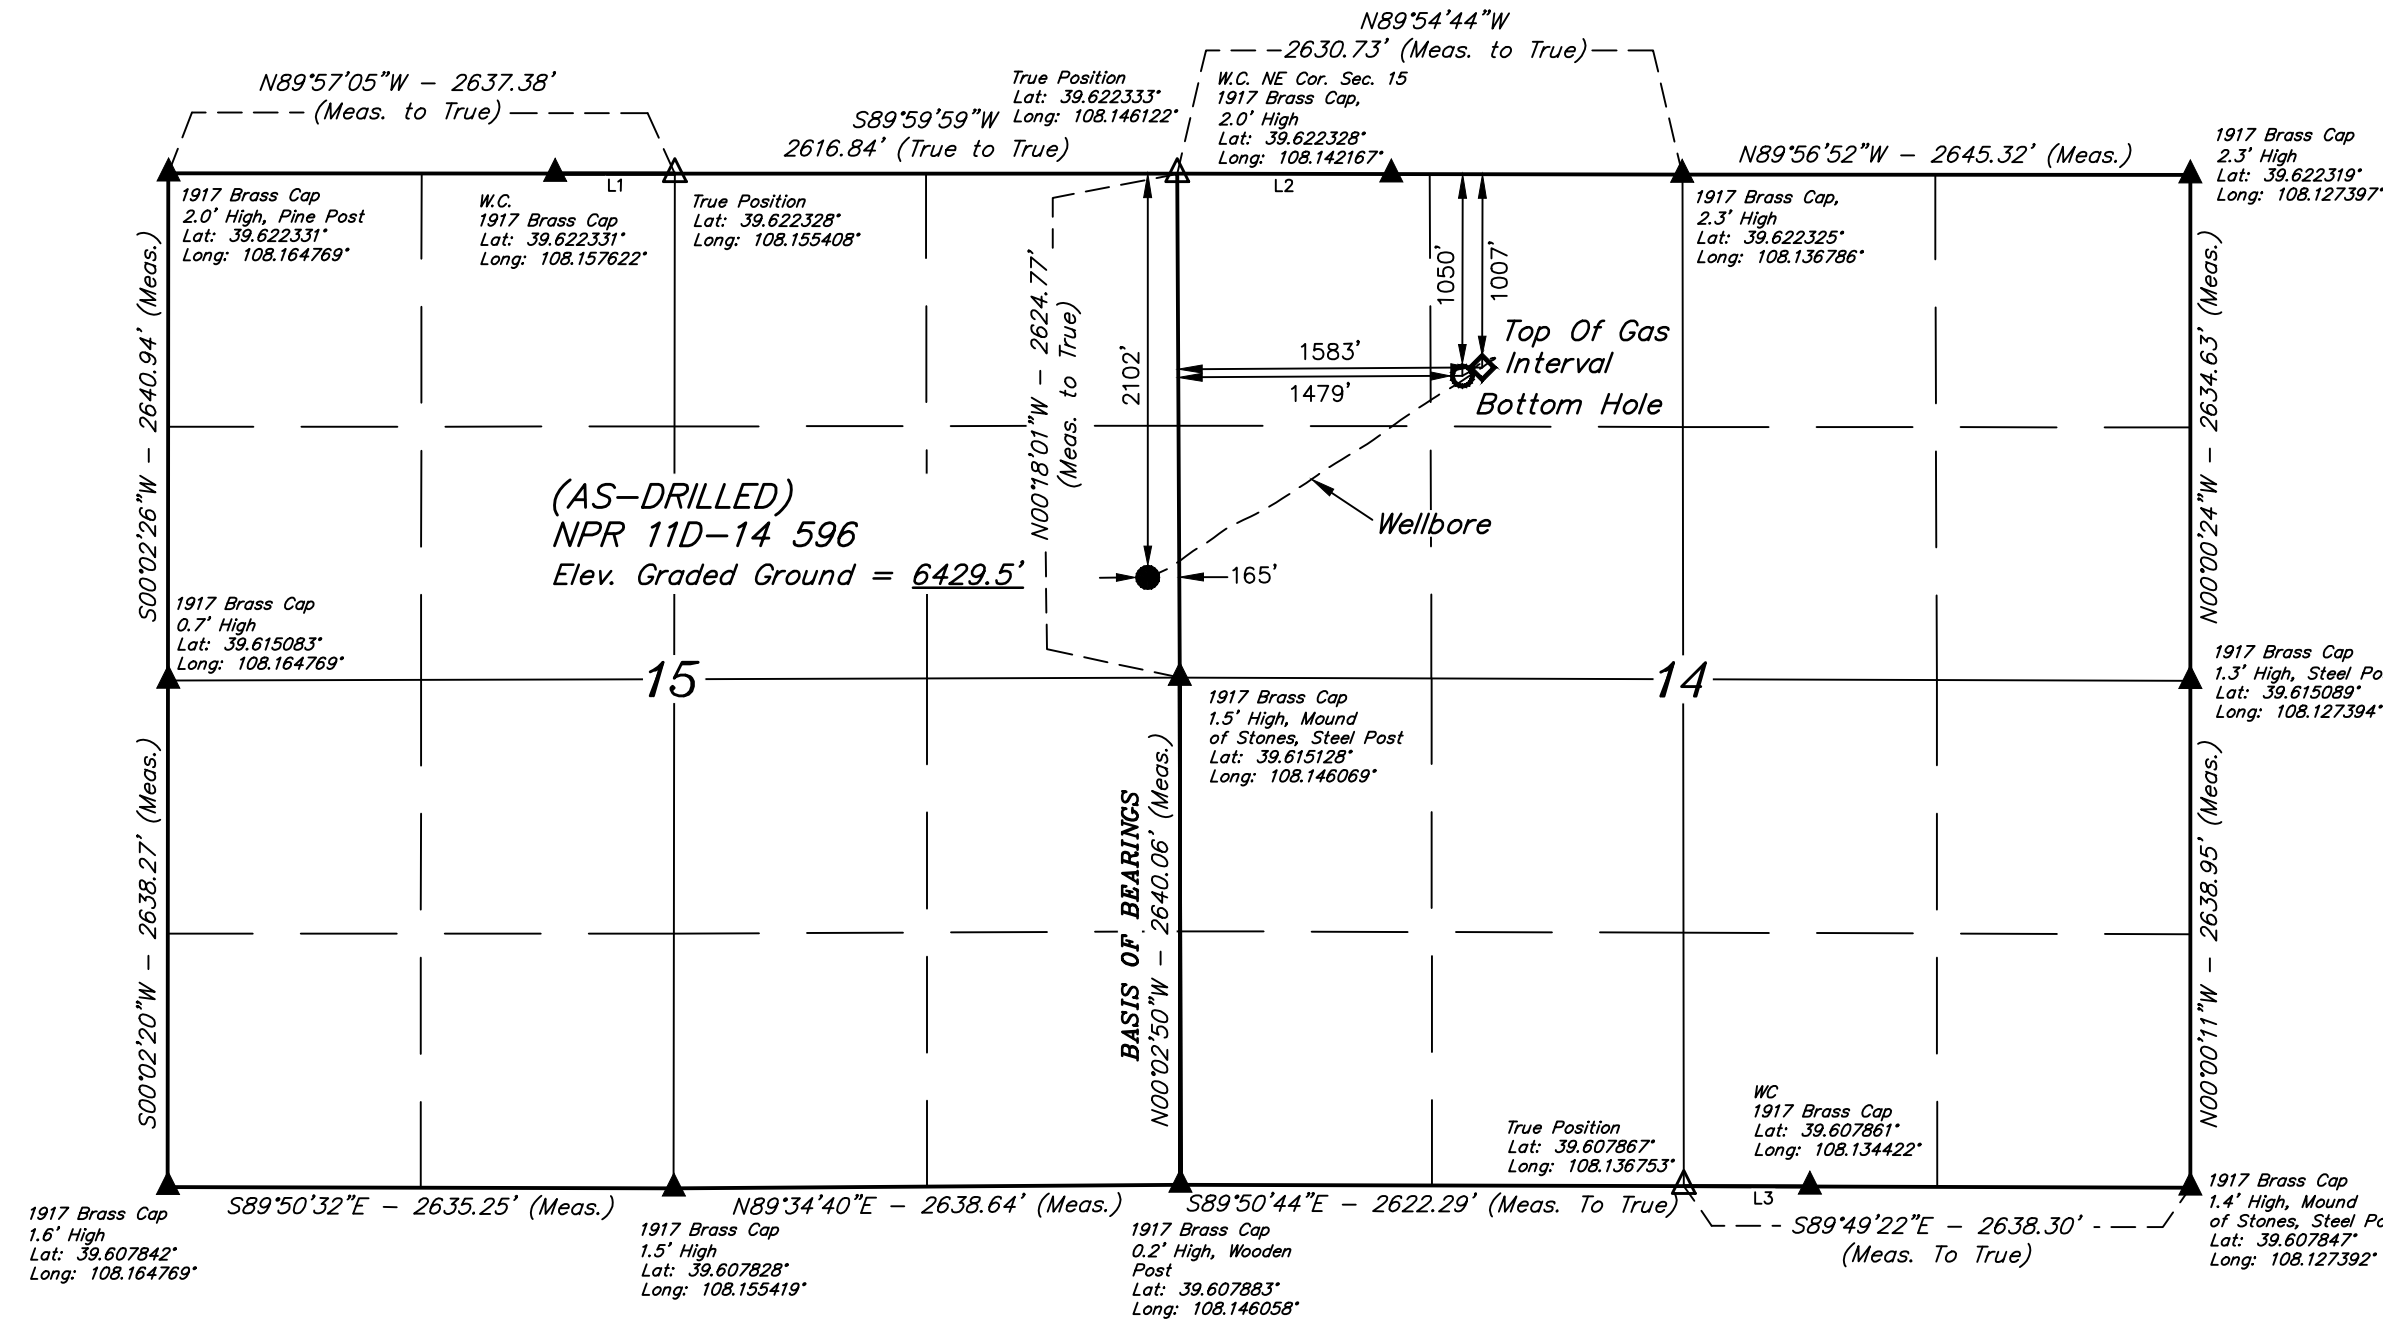 N89°54'44"W
2630.73' (Meas. to True)
N89°57'05"W - 2637.38'
(Meas. to True)
S89°59'59"W
2616.84' (True to True)
True Position
Lat: 39.622333°
Long: 108.146122°
W.C. NE Cor. Sec. 15
1917 Brass Cap,
2.0' High
Lat: 39.622328°
Long: 108.142167°
N89°56'52"W - 2645.32' (Meas.)
1917 Brass Cap
2.3' High
Lat: 39.622319°
Long: 108.127397°
1917 Brass Cap
2.0' High, Pine Post
Lat: 39.622331°
Long: 108.164769°
L1
W.C.
1917 Brass Cap
Lat: 39.622331°
Long: 108.157622°
True Position
Lat: 39.622328°
Long: 108.155408°
L2
1917 Brass Cap,
2.3' High
Lat: 39.622325°
Long: 108.136786°
S00°02'26"W - 2640.94' (Meas.)
N00°18'01"W - 2624.77'
(Meas. to True)
2102'
1050'
1007'
1583'
1479'
Top Of Gas
Interval
Bottom Hole
Wellbore
N00°00'24"W - 2634.63' (Meas.)
(AS-DRILLED)
NPR 11D-14 596
Elev. Graded Ground = 6429.5'
165'
1917 Brass Cap
0.7' High
Lat: 39.615083°
Long: 108.164769°
15
14
1917 Brass Cap
1.5' High, Mound
of Stones, Steel Post
Lat: 39.615128°
Long: 108.146069°
1917 Brass Cap
1.3' High, Steel Po
Lat: 39.615089°
Long: 108.127394°
S00°02'20"W - 2638.27' (Meas.)
BASIS OF BEARINGS
N00°02'50"W - 2640.06' (Meas.)
N00°00'11"W - 2638.95' (Meas.)
True Position
Lat: 39.607867°
Long: 108.136753°
WC
1917 Brass Cap
Lat: 39.607861°
Long: 108.134422°
L3
1917 Brass Cap
1.6' High
Lat: 39.607842°
Long: 108.164769°
S89°50'32"E - 2635.25' (Meas.)
1917 Brass Cap
1.5' High
Lat: 39.607828°
Long: 108.155419°
N89°34'40"E - 2638.64' (Meas.)
1917 Brass Cap
0.2' High, Wooden
Post
Lat: 39.607883°
Long: 108.146058°
S89°50'44"E - 2622.29' (Meas. To True)
S89°49'22"E - 2638.30'
(Meas. To True)
1917 Brass Cap
1.4' High, Mound
of Stones, Steel Po
Lat: 39.607847°
Long: 108.127392°